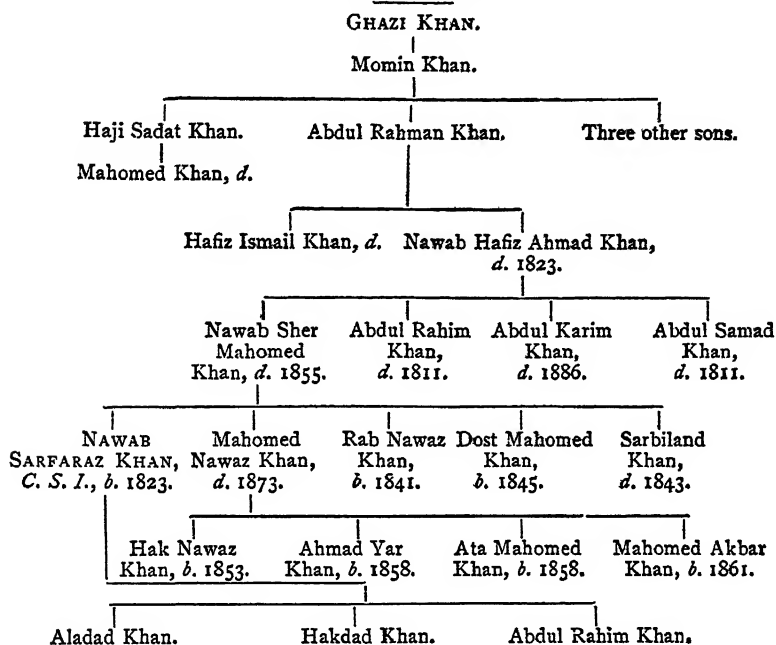 GHAZI KHAN.
Momin Khan.
Haji Sadat Khan. Abdul Rahman Khan. Three other sons.
Mahomed Khan, d.
Hafiz Ismail Khan, d. Nawab Hafiz Ahmad Khan,
d. 1823.
Nawab Sher Abdul Rahim Abdul Karim Abdul Samad
Mahomed Khan, Khan, Khan,
Khan, d. 1855. d. 1811. d. 1886. d. 1811.
NAWAB Mahomed Rab Nawaz Dost Mahomed Sarbiland
SARFARAZ KHAN, Nawaz Khan, Khan, Khan, Khan,
C. S. I., b. 1823. d. 1873. b. 1841. b. 1845. d. 1843.
Hak Nawaz Ahmad Yar Ata Mahomed Mahomed Akbar
Khan, b. 1853. Khan, b. 1858. Khan, b. 1858. Khan, b. 1861.
Aladad Khan. Hakdad Khan. Abdul Rahim Khan.